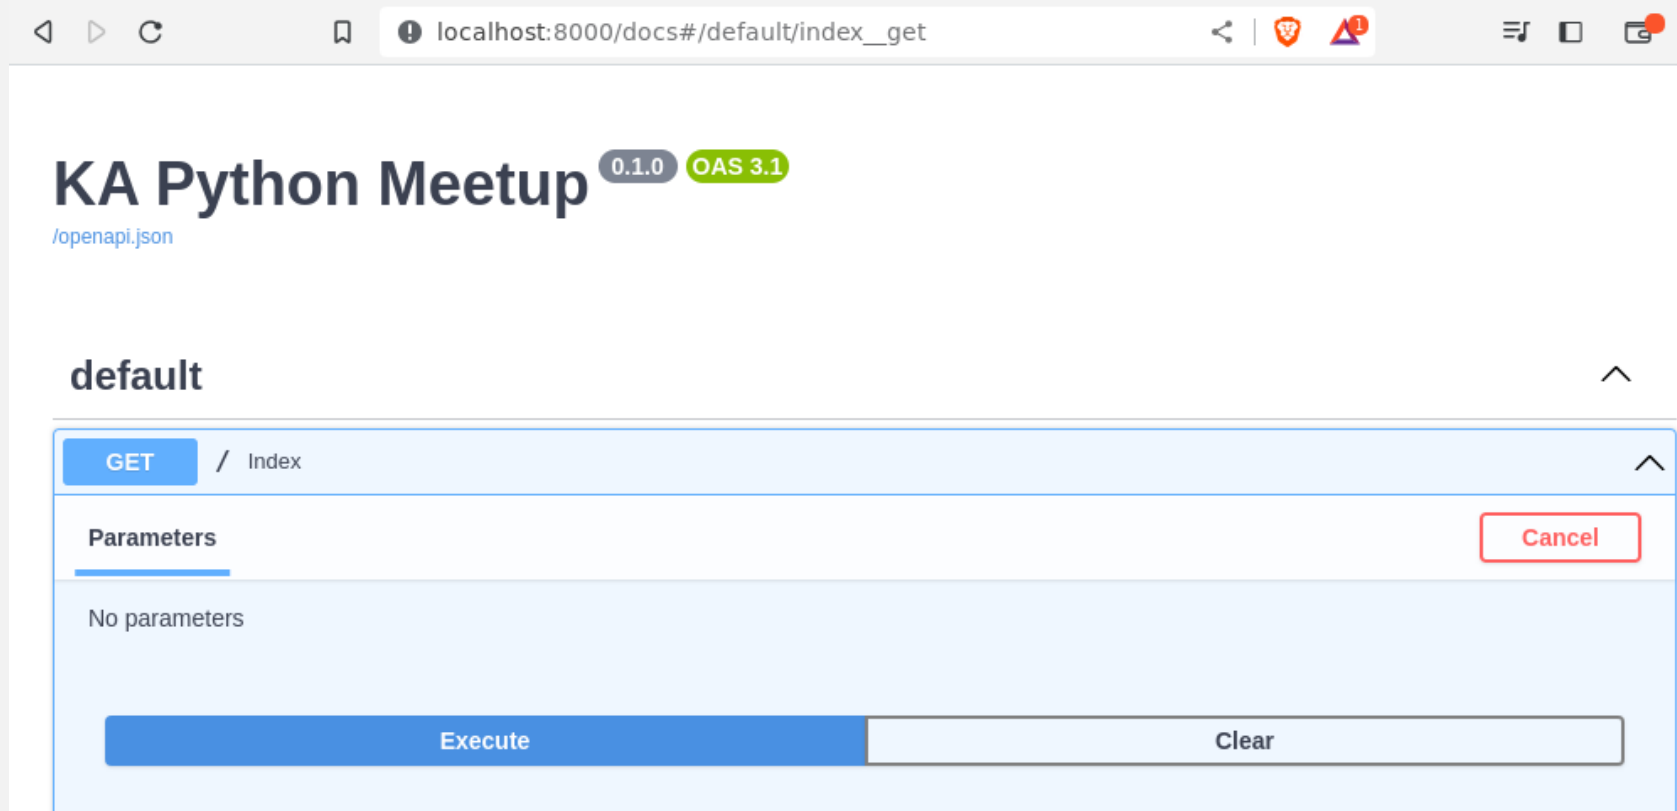 localhost:8000/docs#/default/index__get
1
KA Python Meetup 0.1.0 OAS 3.1
/openapi.json
default
GET / Index
Parameters Cancel
No parameters
Execute Clear